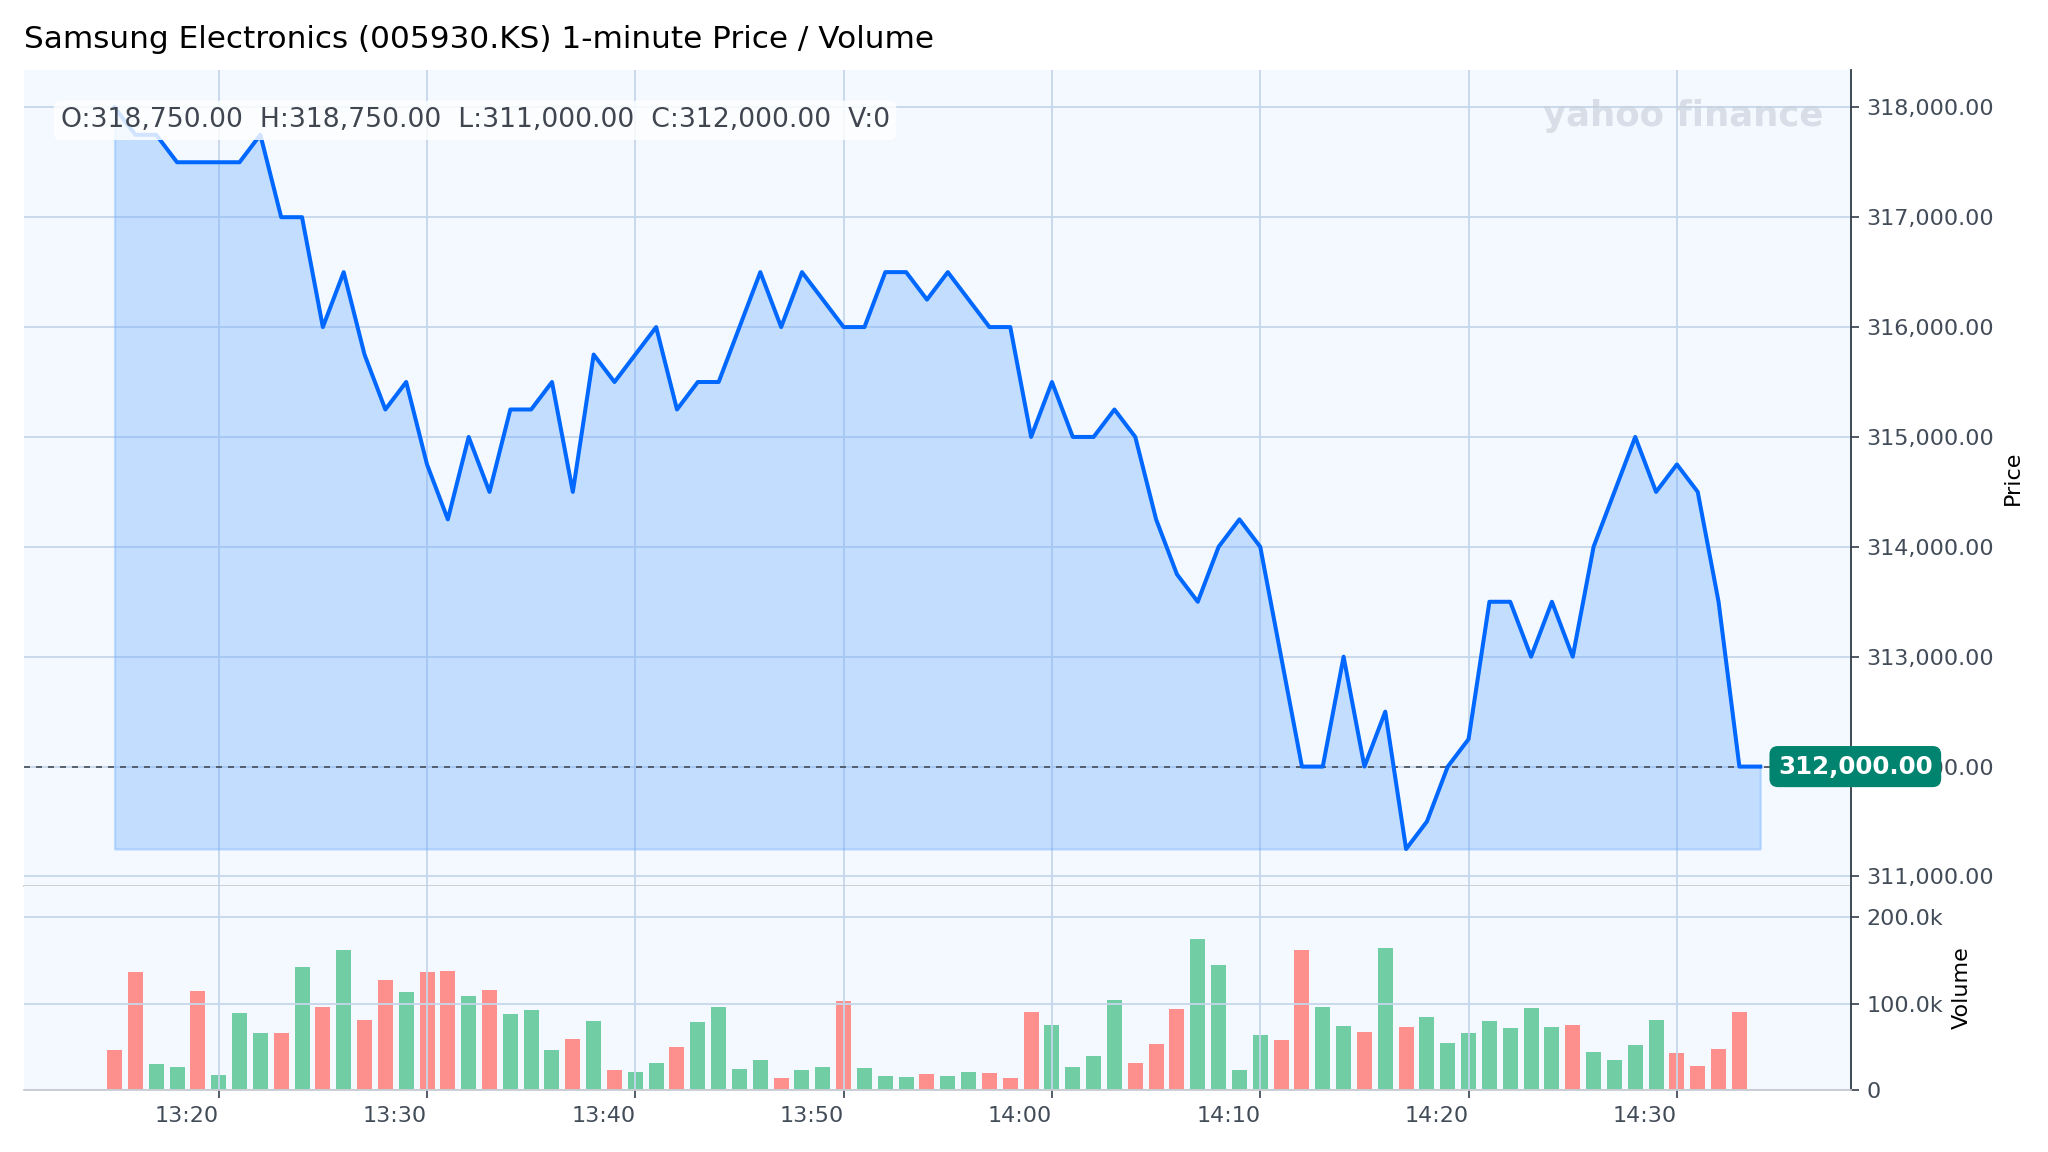 Samsung Electronics (005930.KS) 1-minute Price / Volume
O:318,750.00 H:318,750.00 L:311,000.00 C:312,000.00 V:0
yahoo finance
318,000.00
317,000.00
316,000.00
315,000.00
314,000.00
313,000.00
312,000.00
311,000.00
Price
200.0k
100.0k
0
Volume
13:20 13:30 13:40 13:50 14:00 14:10 14:20 14:30